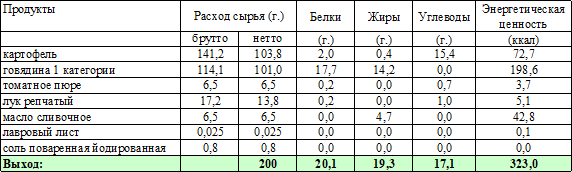 Продукты Расход сырья (г.) Белки Жиры Углеводы Энергетическая ценность
брутто нетто (г.) (г.) (г.) (ккал)
картофель 141,2 103,8 2,0 0,4 15,4 72,7
говядина 1 категории 114,1 101,0 17,7 14,2 0,0 198,6
томатное пюре 6,5 6,5 0,2 0,0 0,7 3,7
лук репчатый 17,2 13,8 0,2 0,0 1,0 5,1
масло сливочное 6,5 6,5 0,0 4,7 0,0 42,8
лавровый лист 0,025 0,025 0,0 0,0 0,0 0,1
соль поваренная йодированная 0,8 0,8 0,0 0,0 0,0 0,0
Выход: 200 20,1 19,3 17,1 323,0